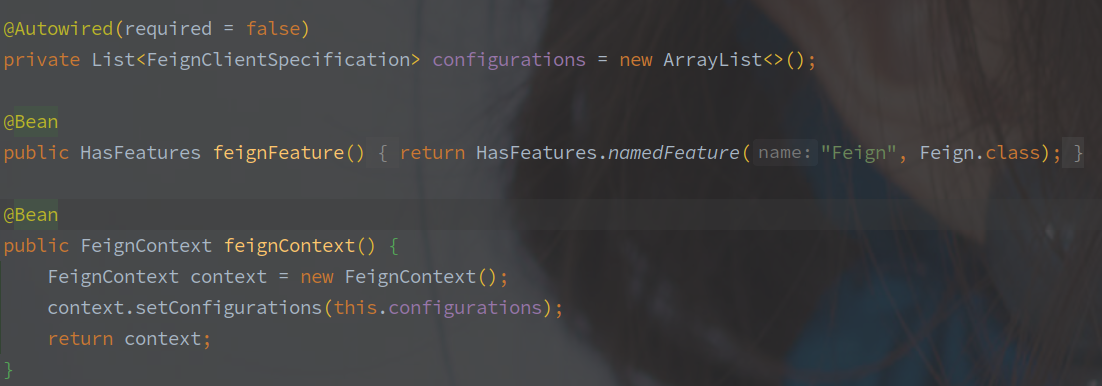 @Autowired(required = false)
private List<FeignClientSpecification> configurations = new ArrayList<>();
@Bean
public HasFeatures feignFeature() { return HasFeatures.namedFeature( name: "Feign", Feign.class); }
@Bean
public FeignContext feignContext() {
    FeignContext context = new FeignContext();
    context.setConfigurations(this.configurations);
    return context;
}